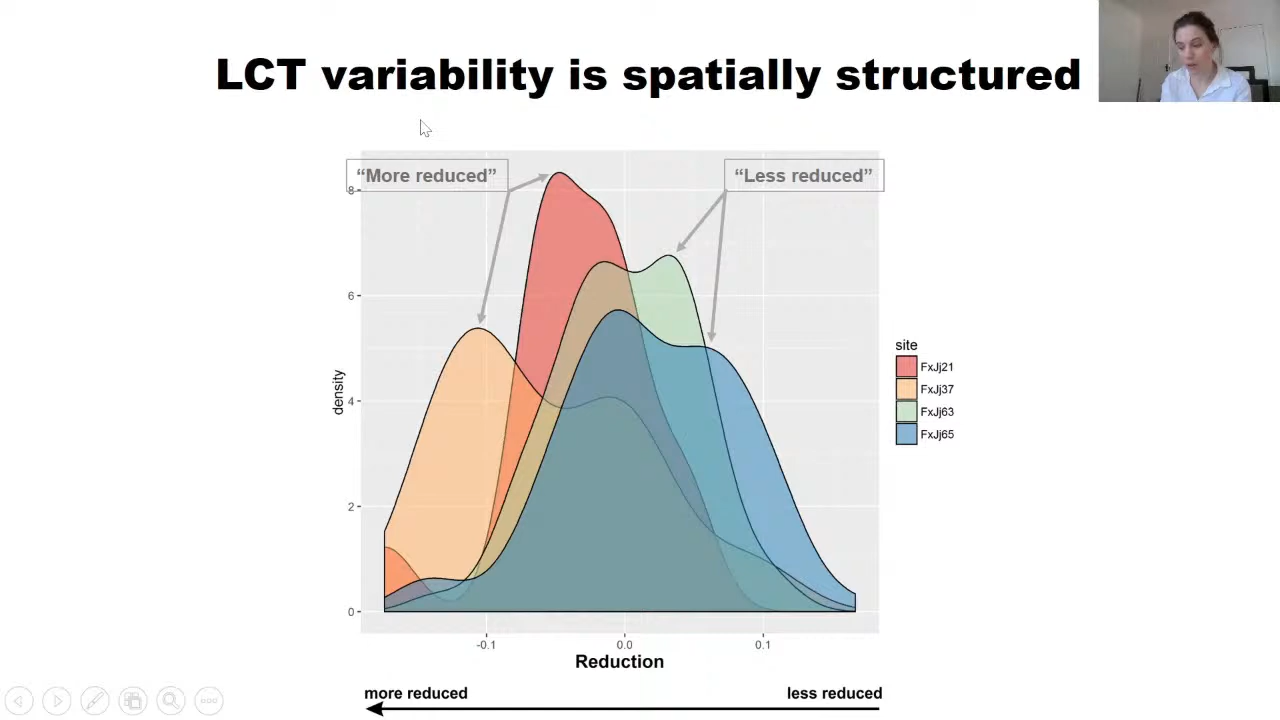 LCT variability is spatially structured
“More reduced”
“Less reduced”
8
6
4
2
0
density
-0.1
0.0
0.1
Reduction
site
FxJj21
FxJj37
FxJj63
FxJj65
more reduced
less reduced